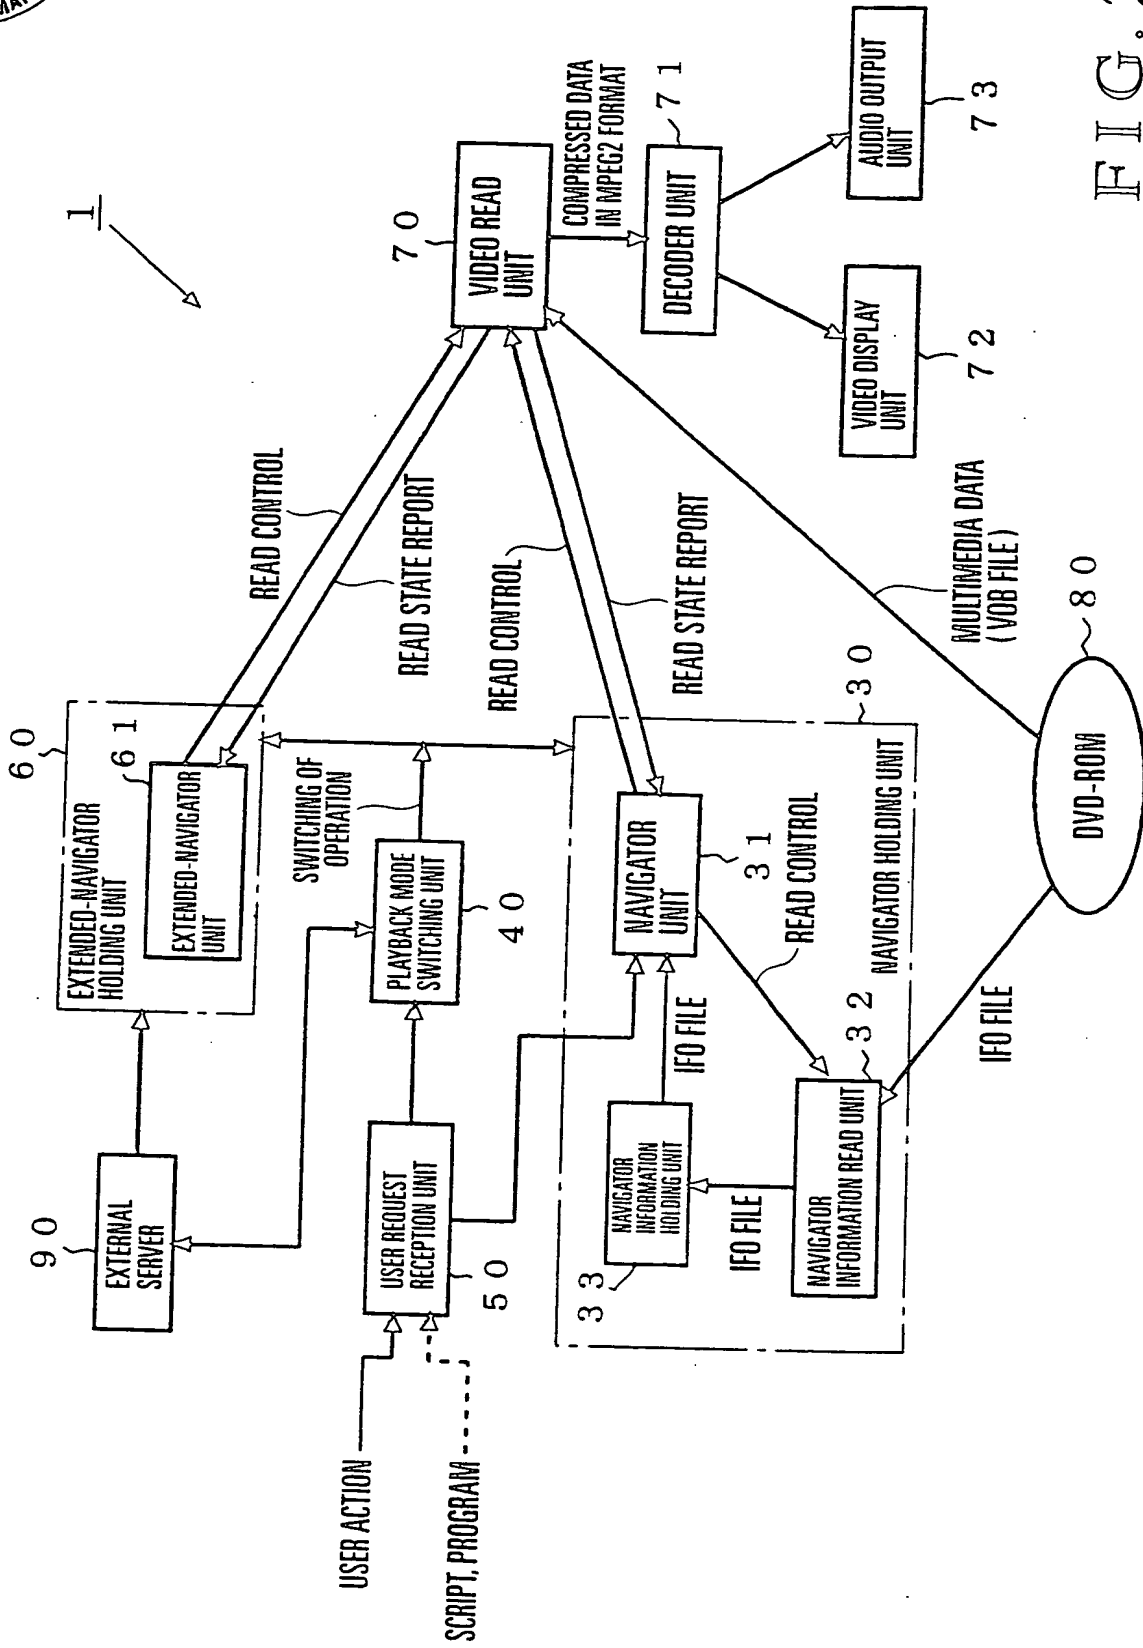 1
60
EXTENDED-NAVIGATOR
HOLDING UNIT
61
EXTENDED-NAVIGATOR
UNIT
90
EXTERNAL
SERVER
READ CONTROL
READ STATE REPORT
70
VIDEO READ
UNIT
SWITCHING OF
OPERATION
PLAYBACK MODE
SWITCHING UNIT
40
USER ACTION
USER REQUEST
RECEPTION UNIT
50
SCRIPT, PROGRAM
READ CONTROL
READ STATE REPORT
COMPRESSED DATA
IN MPEG2 FORMAT
DECODER UNIT
71
VIDEO DISPLAY
UNIT
72
AUDIO OUTPUT
UNIT
73
NAVIGATOR
UNIT
31
30
IFO FILE
READ CONTROL
NAVIGATOR
INFORMATION
HOLDING UNIT
33
IFO FILE
NAVIGATOR
INFORMATION READ UNIT
32
NAVIGATOR HOLDING UNIT
IFO FILE
MULTIMEDIA DATA
(VOB FILE)
DVD-ROM
80
FIG.